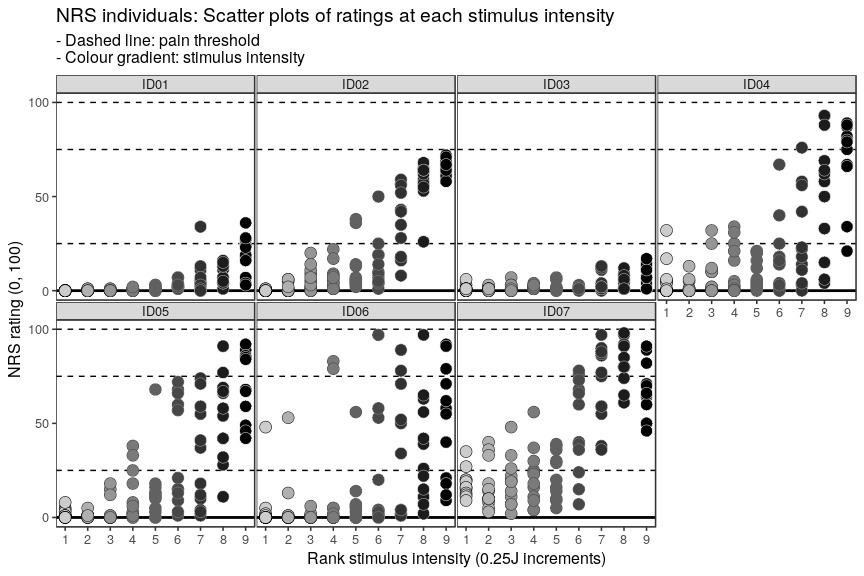 NRS individuals: Scatter plots of ratings at each stimulus intensity
- Dashed line: pain threshold
- Colour gradient: stimulus intensity
ID01 ID02 ID03 ID04
100
50
0
1 2 3 4 5 6 7 8 9
ID05 ID06 ID07
100
50
0
1 2 3 4 5 6 7 8 9 1 2 3 4 5 6 7 8 9 1 2 3 4 5 6 7 8 9
NRS rating (0, 100)
Rank stimulus intensity (0.25J increments)